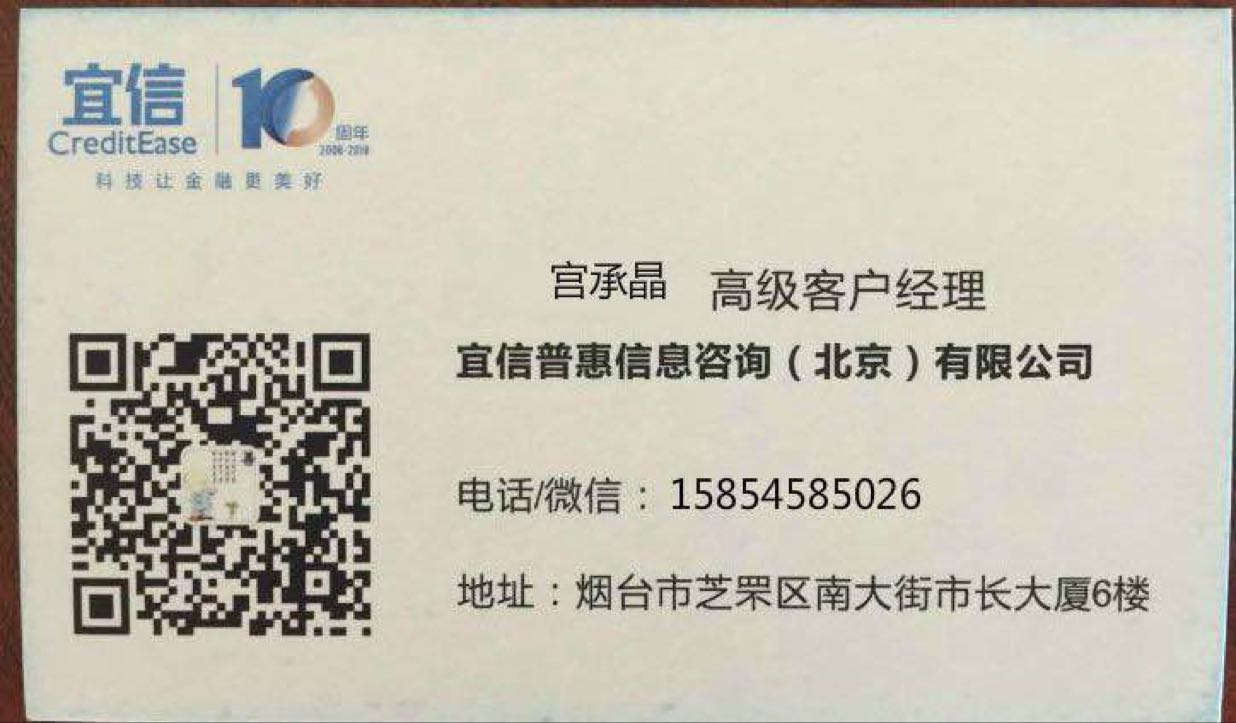 宜信
CreditEase
10
周年
2006-2016
科技让金融更美好
宫承晶 高级客户经理
宜信普惠信息咨询（北京）有限公司
电话/微信：15854585026
地址：烟台市芝罘区南大街市长大厦6楼